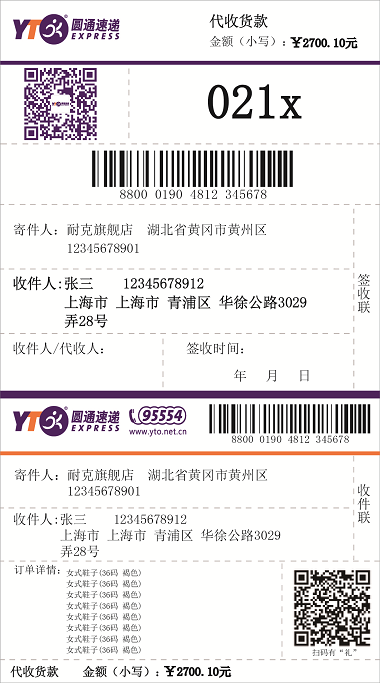 YTO 圆通速递
EXPRESS
代收货款
金额（小写）：¥2700.10元
021x
8800 0190 4812 345678
寄件人：耐克旗舰店 湖北省黄冈市黄州区
12345678901
收件人:张三 12345678912
上海市 上海市 青浦区 华徐公路3029
弄28号
签收联
收件人/代收人：
签收时间：
年 月 日
YTO 圆通速递
EXPRESS
95554
www.yto.net.cn
8800 0190 4812 345678
寄件人：耐克旗舰店 湖北省黄冈市黄州区
12345678901
收件人:张三 12345678912
上海市 上海市 青浦区 华徐公路3029
弄28号
收件联
订单详情：
女式鞋子(36码 褐色)
女式鞋子(36码 褐色)
女式鞋子(36码 褐色)
女式鞋子(36码 褐色)
女式鞋子(36码 褐色)
女式鞋子(36码 褐色)
女式鞋子(36码 褐色)
女式鞋子(36码 褐色)
扫码有“礼”
代收货款 金额（小写）：¥2700.10元